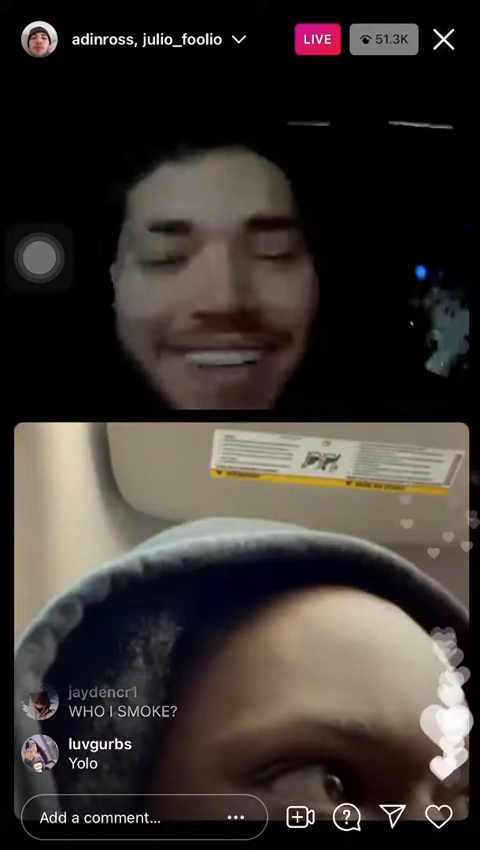 adinross, julio_foolio
LIVE
51.3K
jaydencr1
WHO I SMOKE?
luvgurbs
Yolo
Add a comment...